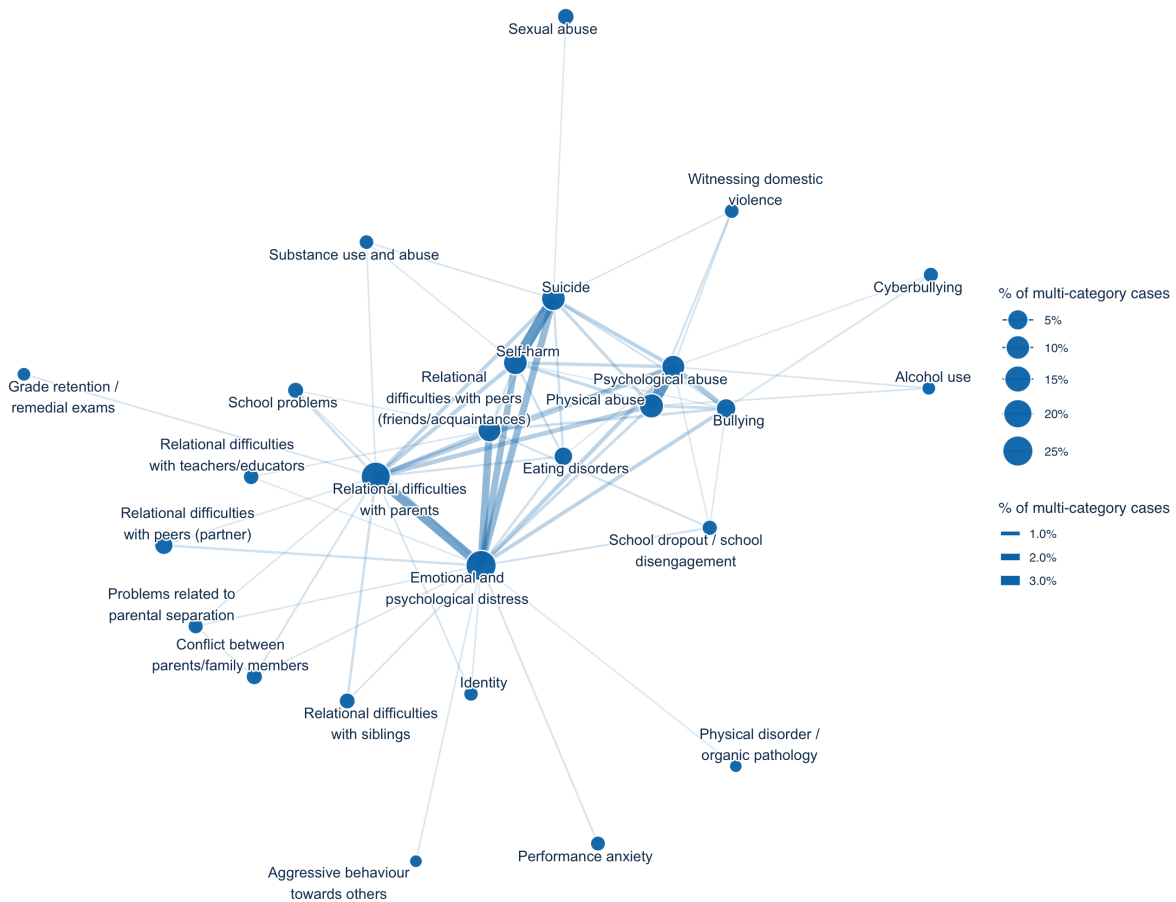 Sexual abuse
Witnessing domestic
violence
Substance use and abuse
Cyberbullying
Suicide
% of multi-category cases
5%
10%
15%
20%
25%
Self-harm
Psychological abuse
Alcohol use
Grade retention /
remedial exams
School problems
Relational
difficulties with peers
(friends/acquaintances)
Physical abuse
Bullying
Relational difficulties
with teachers/educators
Eating disorders
Relational difficulties
with parents
Relational difficulties
with peers (partner)
School dropout / school
disengagement
% of multi-category cases
1.0%
2.0%
3.0%
Emotional and
psychological distress
Problems related to
parental separation
Conflict between
parents/family members
Identity
Relational difficulties
with siblings
Physical disorder /
organic pathology
Performance anxiety
Aggressive behaviour
towards others